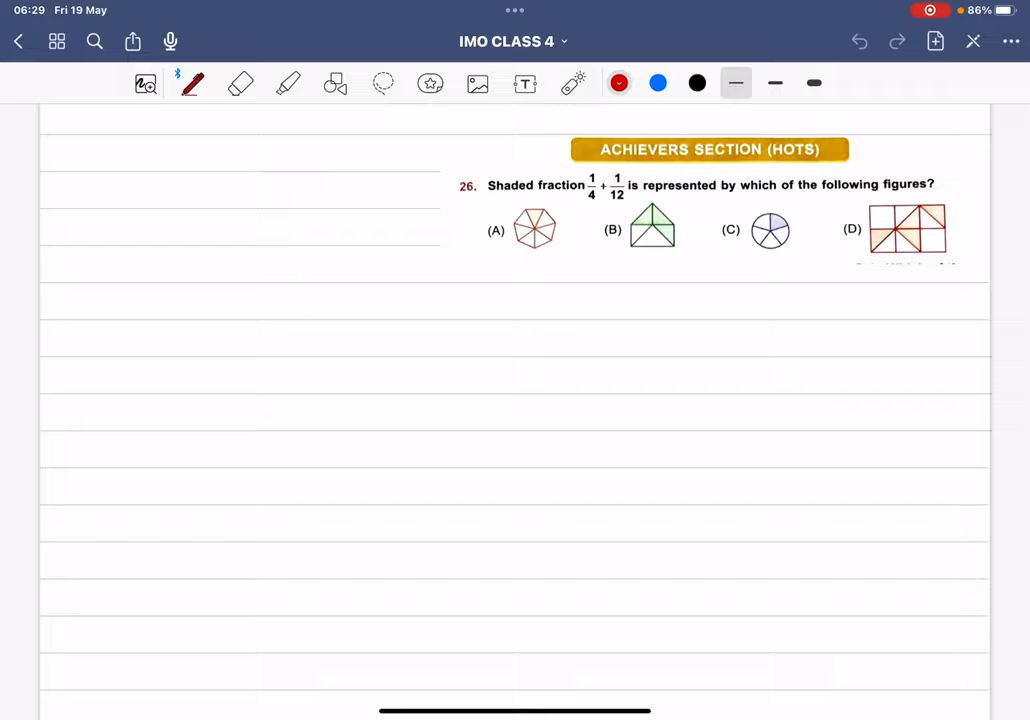 06:29 Fri 19 May
86%
IMO CLASS 4
T
ACHIEVERS SECTION (HOTS)
26. Shaded fraction 1/4 + 1/12 is represented by which of the following figures?
(A) (B) (C) (D)